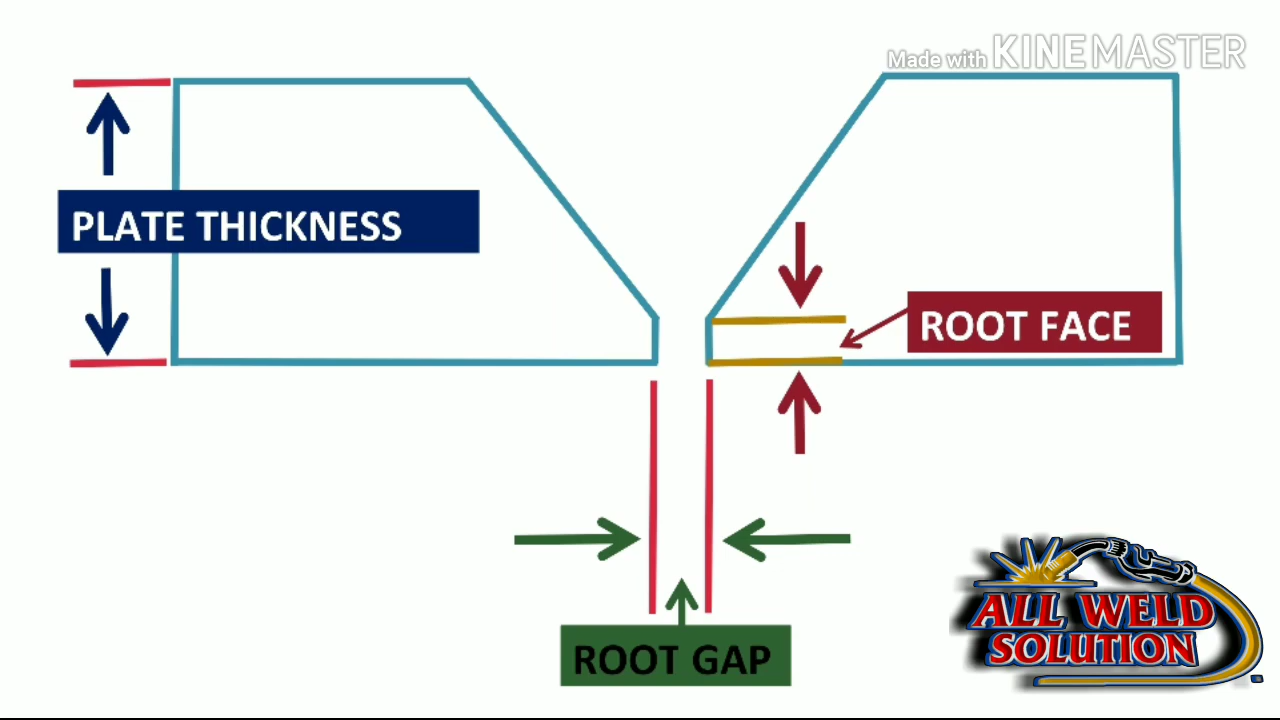 Made with KINEMASTER
PLATE THICKNESS
ROOT FACE
ROOT GAP
ALL WELD
SOLUTION